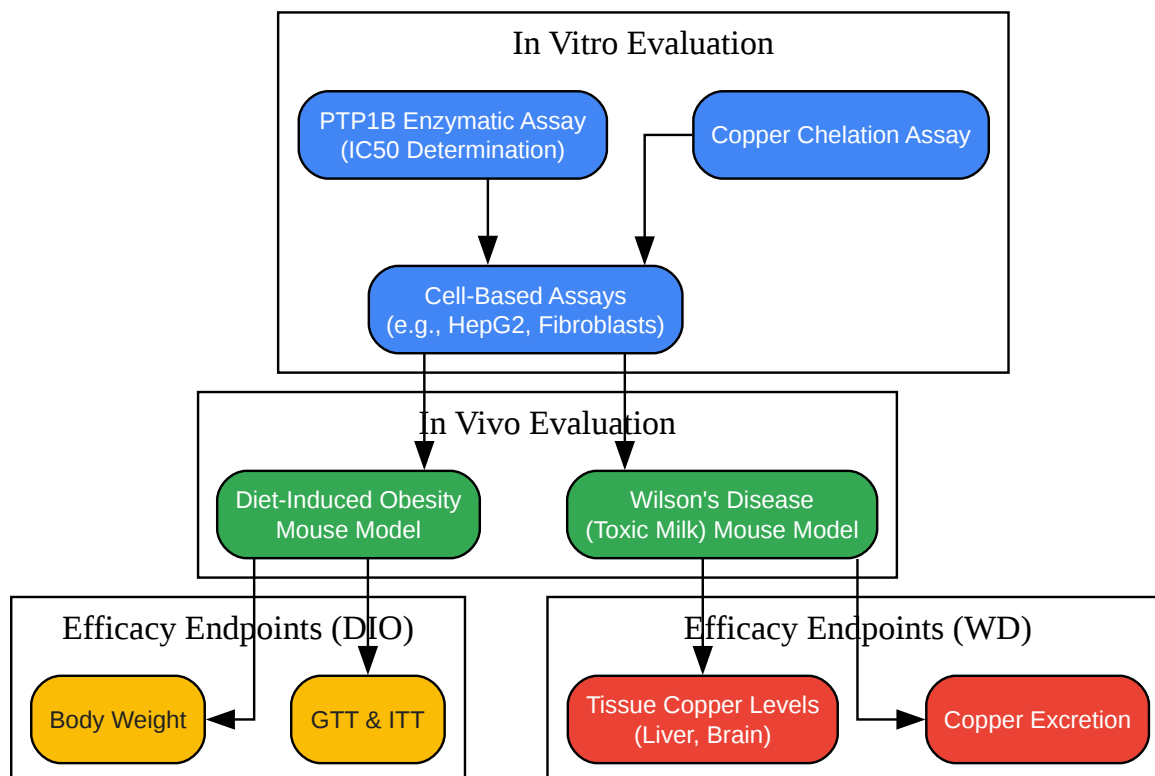 In Vitro Evaluation
PTP1B Enzymatic Assay
(IC50 Determination)
Copper Chelation Assay
Cell-Based Assays
(e.g., HepG2, Fibroblasts)
In Vivo Evaluation
Diet-Induced Obesity
Mouse Model
Wilson's Disease
(Toxic Milk) Mouse Model
Efficacy Endpoints (DIO)
Efficacy Endpoints (WD)
Body Weight
GTT & ITT
Tissue Copper Levels
(Liver, Brain)
Copper Excretion